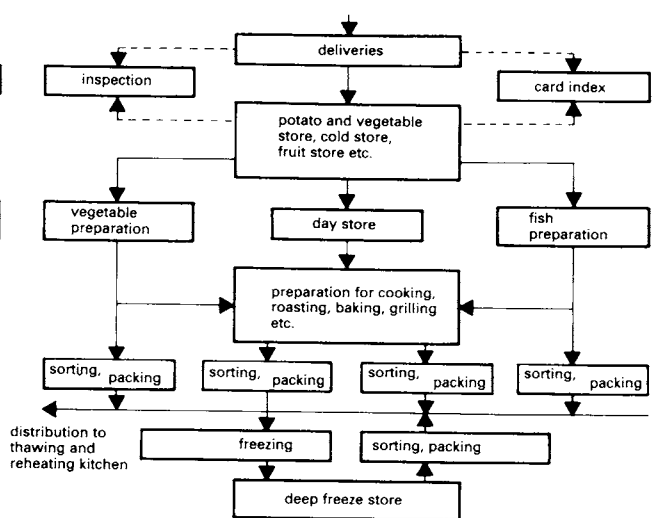 deliveries
inspection
card index
potato and vegetable
store, cold store,
fruit store etc.
vegetable
preparation
day store
fish
preparation
preparation for cooking,
roasting, baking, grilling
etc.
sorting,
packing
sorting,
packing
sorting,
packing
sorting,
packing
distribution to
thawing and
reheating kitchen
freezing
sorting, packing
deep freeze store